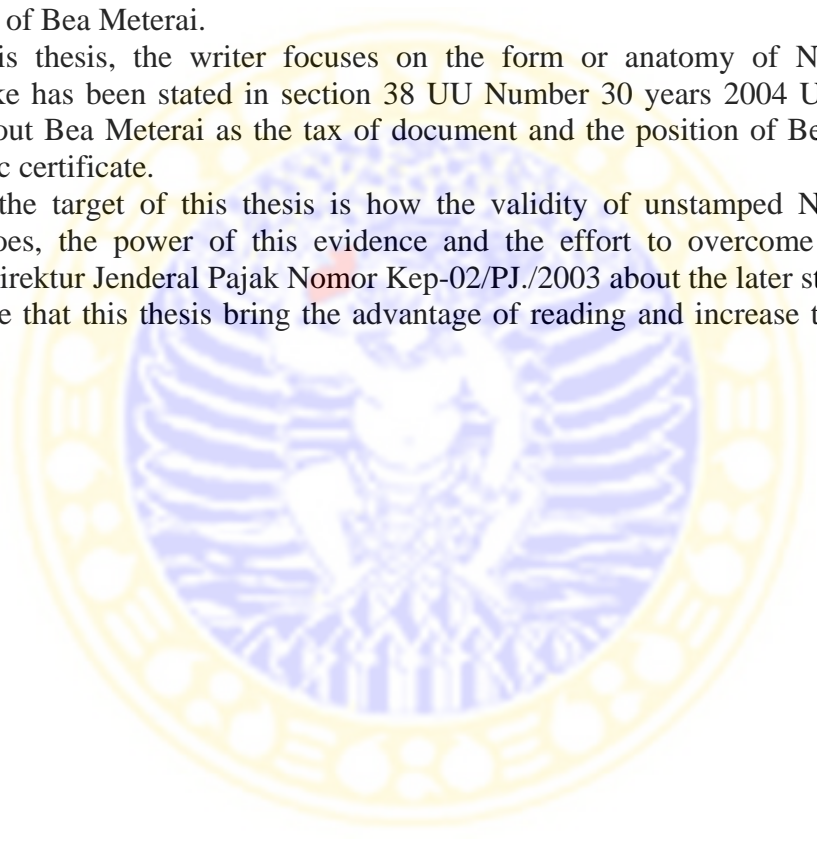 of Bea Meterai.
is thesis, the writer focuses on the form or anatomy of N
ke has been stated in section 38 UU Number 30 years 2004 U
out Bea Meterai as the tax of document and the position of Be
c certificate.
the target of this thesis is how the validity of unstamped N
oes, the power of this evidence and the effort to overcome
irektur Jenderal Pajak Nomor Kep-02/PJ./2003 about the later st
e that this thesis bring the advantage of reading and increase t